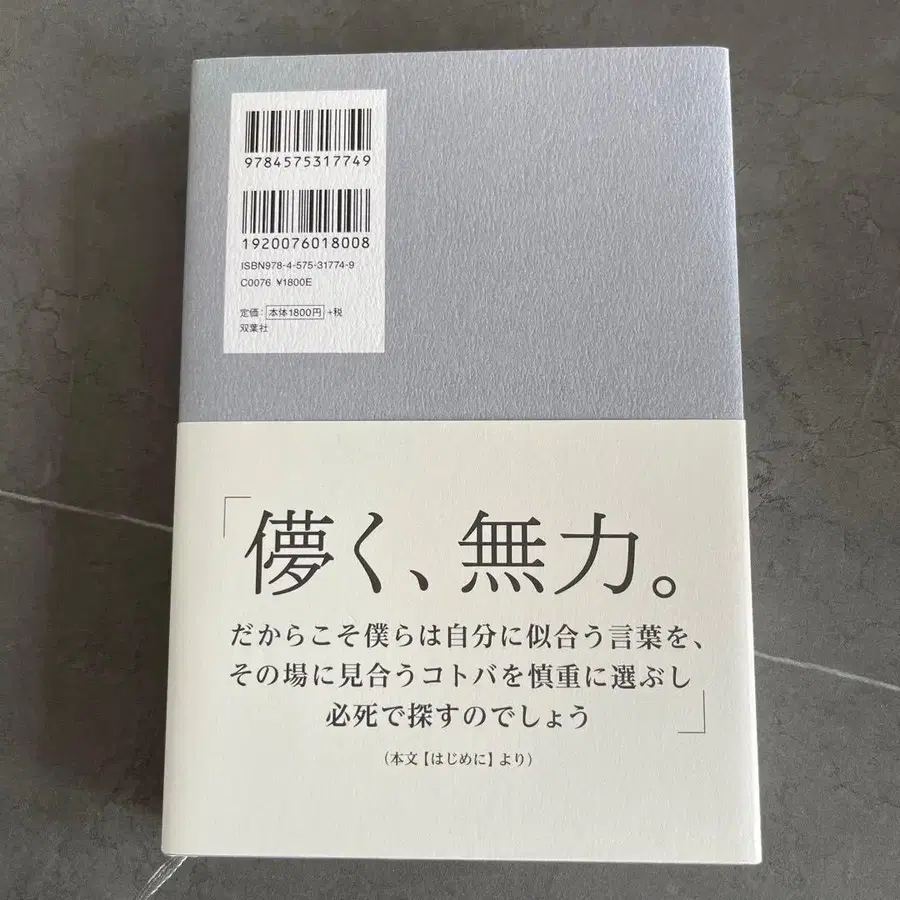 9784575317749
1920076018008
ISBN978-4-575-31774-9
C0076 ¥1800E
定価：本体1800円+税
双葉社
「儚く、無力。
だからこそ僕らは自分に似合う言葉を、
その場に見合うコトバを慎重に選ぶし
必死で探すのでしょう」
（本文【はじめに】より）